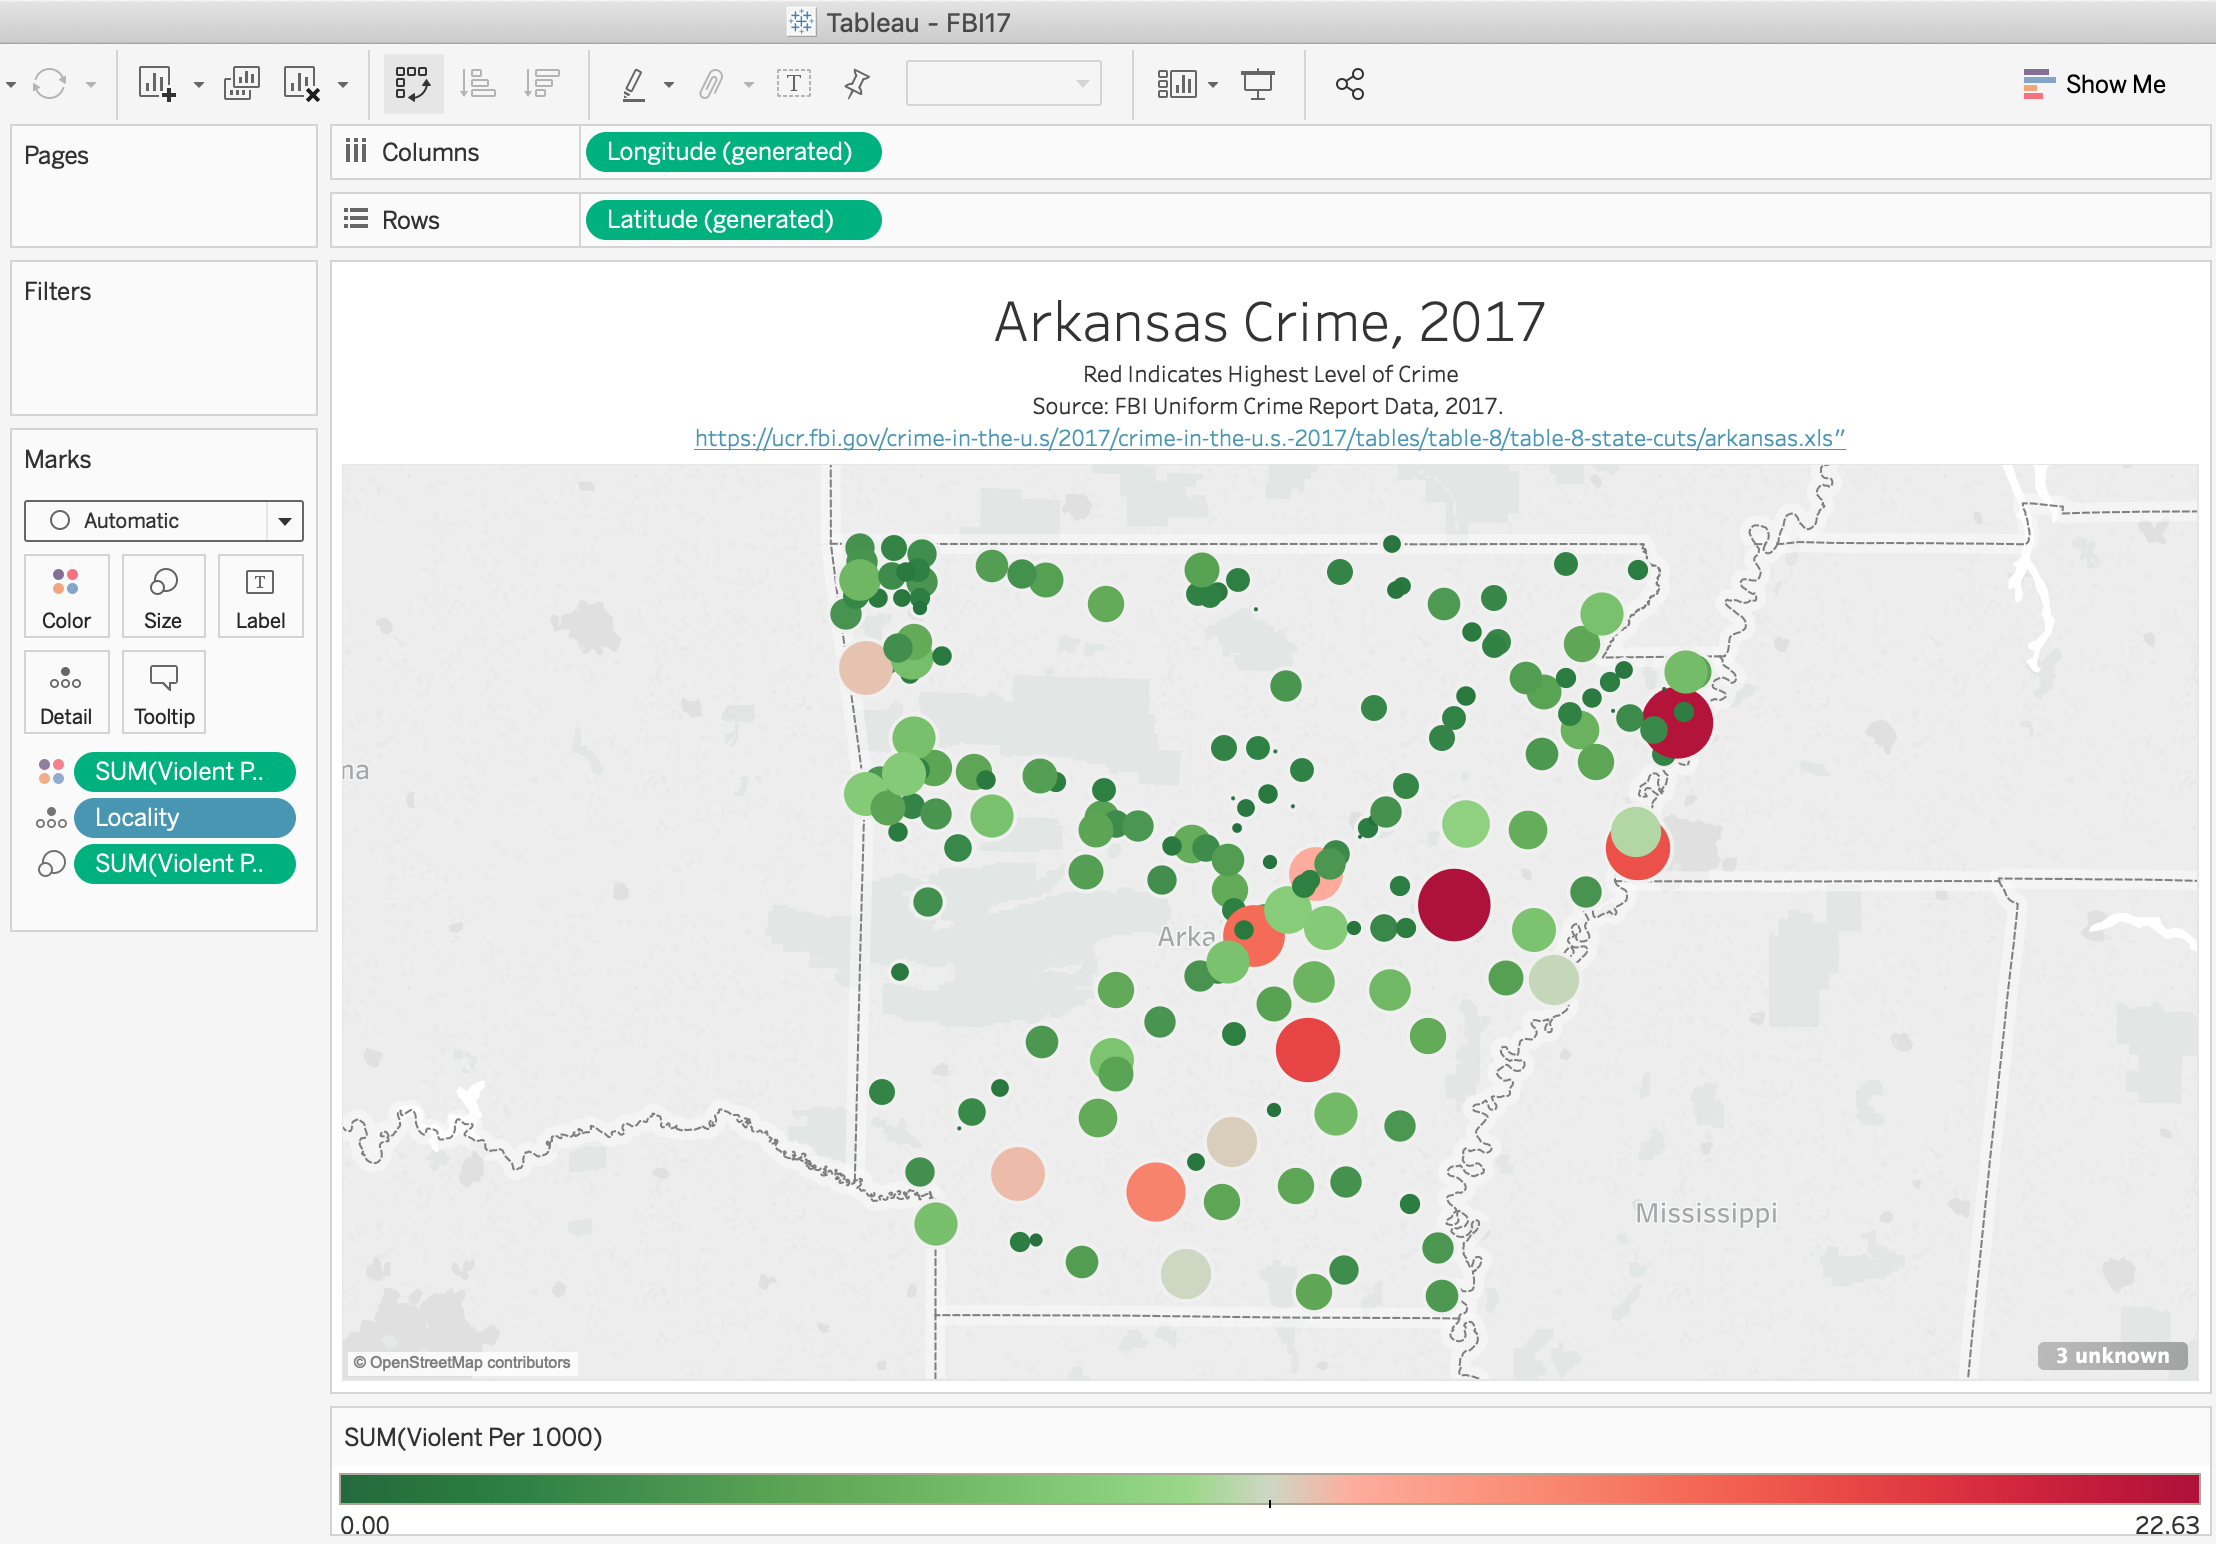 Tableau - FBI17
Show Me
Pages
Columns
Longitude (generated)
Rows
Latitude (generated)
Filters
Marks
Automatic
Color
Size
Label
Detail
Tooltip
SUM(Violent P..
Locality
SUM(Violent P..
Arkansas Crime, 2017
Red Indicates Highest Level of Crime
Source: FBI Uniform Crime Report Data, 2017.
https://ucr.fbi.gov/crime-in-the-u.s/2017/crime-in-the-u.s.-2017/tables/table-8/table-8-state-cuts/arkansas.xls”
ma
Arka
Mississippi
© OpenStreetMap contributors
3 unknown
SUM(Violent Per 1000)
0.00
22.63